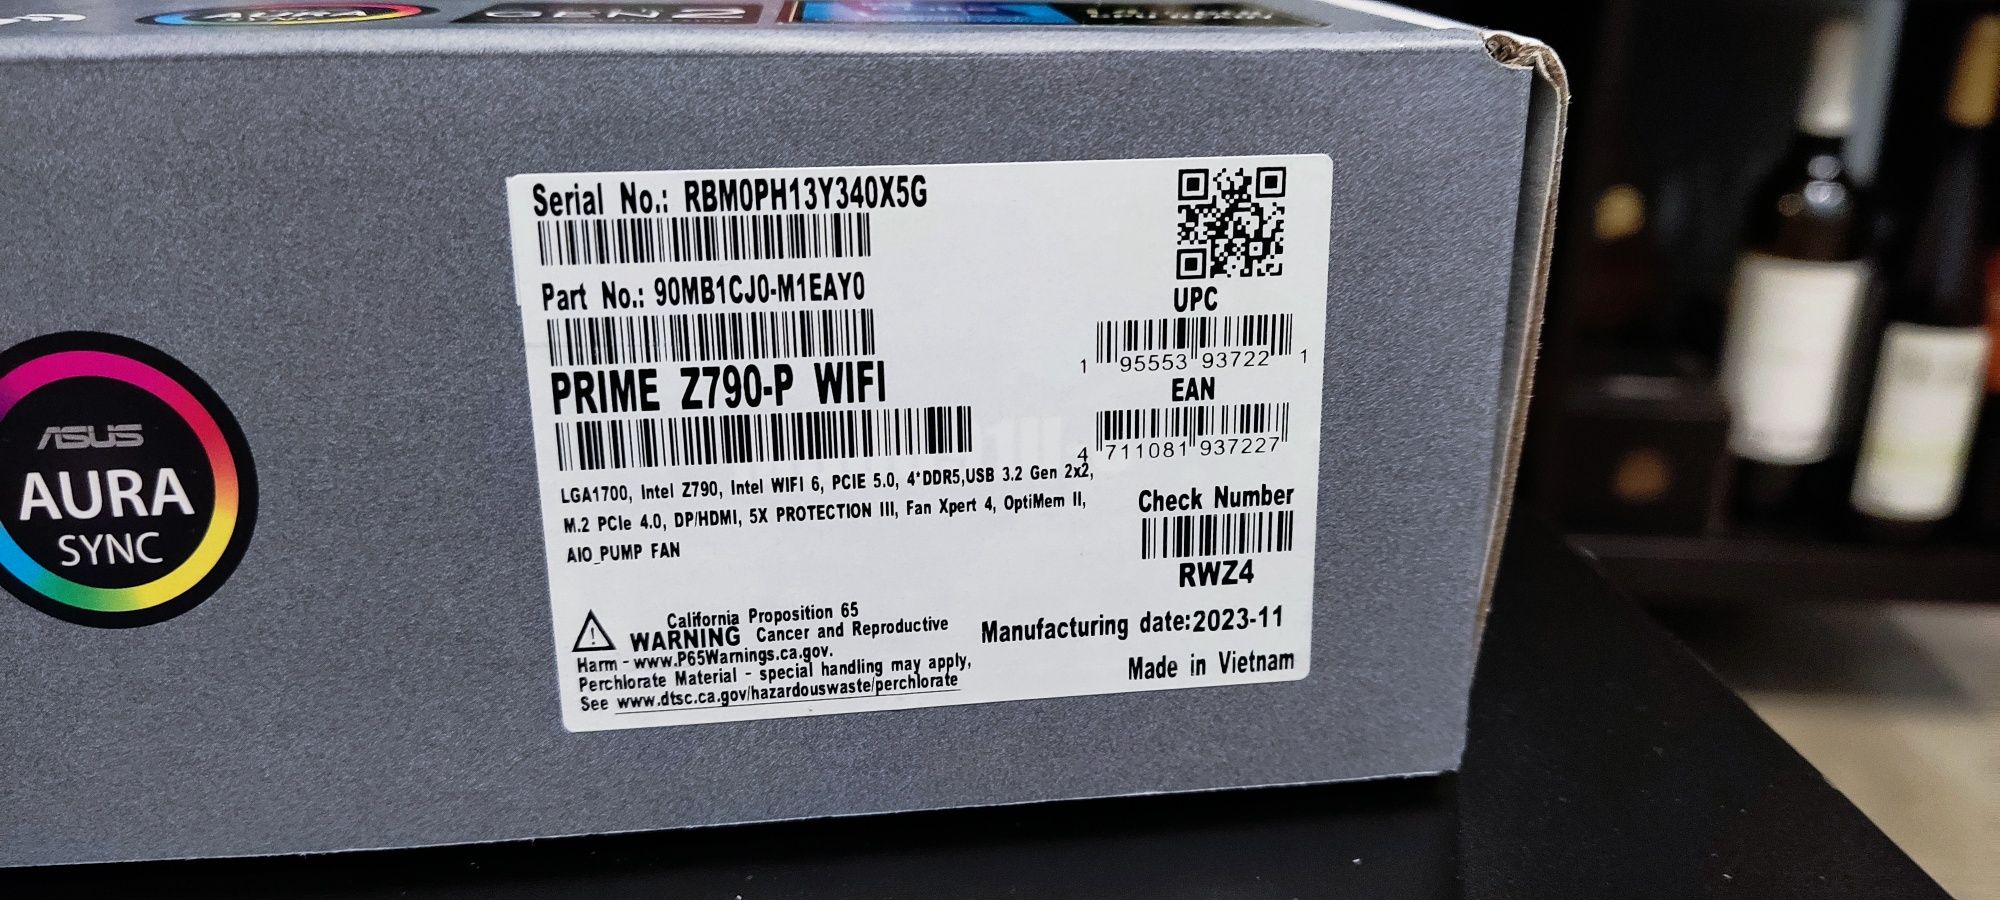 AURA
GEN 2
Serial No.: RBM0PH13Y340X5G
Part No.: 90MB1CJ0-M1EAY0
PRIME Z790-P WIFI
LGA1700, Intel Z790, Intel WIFI 6, PCIE 5.0, 4*DDR5,USB 3.2 Gen 2x2,
M.2 PCIe 4.0, DP/HDMI, 5X PROTECTION III, Fan Xpert 4, OptiMem II,
AIO_PUMP FAN
UPC
1 95553 93722 1
EAN
4 711081 937227
Check Number
RWZ4
California Proposition 65
WARNING Cancer and Reproductive
Harm - www.P65Warnings.ca.gov.
Perchlorate Material - special handling may apply,
See www.dtsc.ca.gov/hazardouswaste/perchlorate
Manufacturing date:2023-11
Made in Vietnam
ASUS
AURA
SYNC